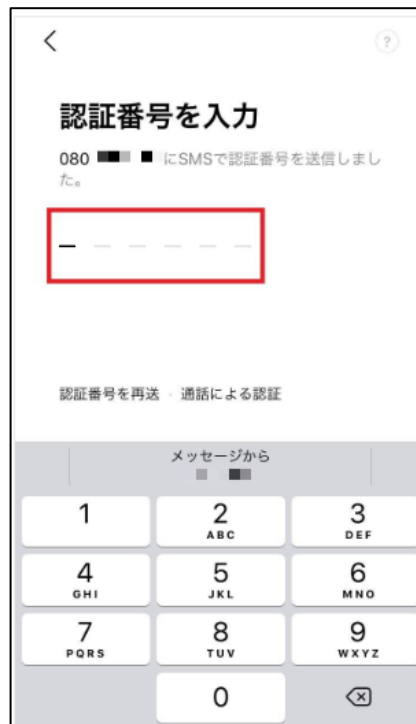 ?
認証番号を入力
080 にSMSで認証番号を送信しまし
た。
認証番号を再送 · 通話による認証
メッセージから
1 2 3
ABC DEF
4 5 6
GHI JKL MNO
7 8 9
PQRS TUV WXYZ
0